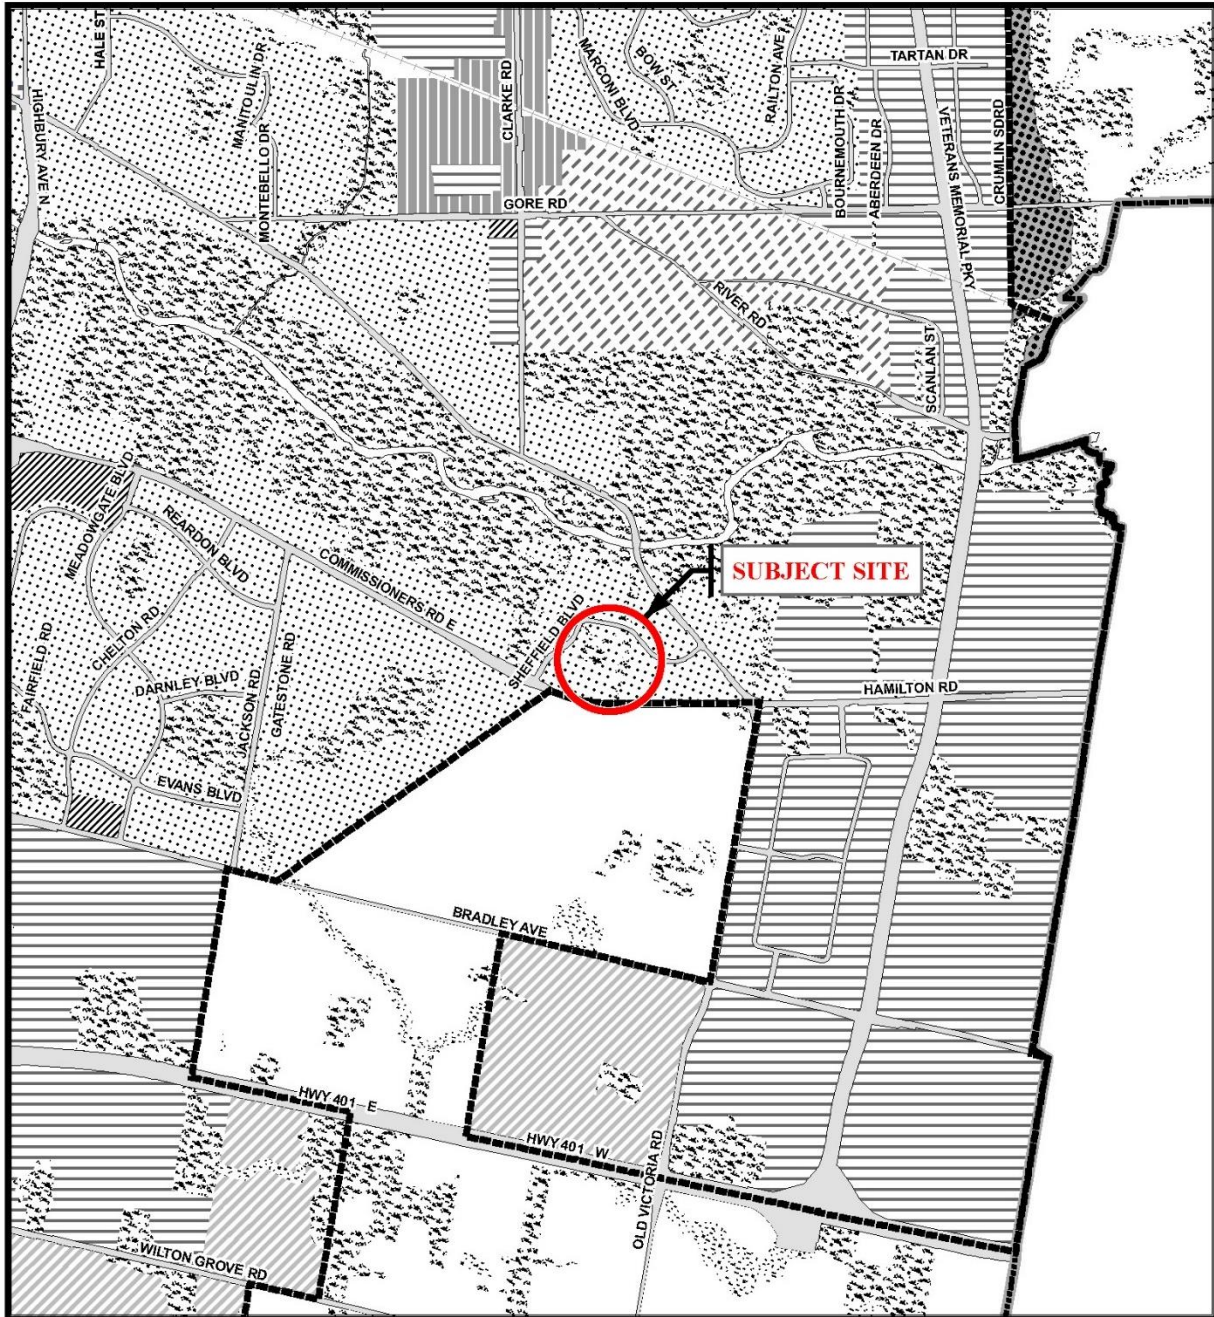 HALE ST
MANITOULIN DR
CLARKE RD
MARCONI BLVD
BOW ST
RAILTON AVE
TARTAN DR
HIGHBURY AVE N
MONTEBELLO DR
BOURNEMOUTH DR
ABERDEEN DR
VETERANS MEMORIAL PKY
CRUMLIN SDRD
GORE RD
RIVER RD
SCANLAN ST
MEADOWGATE BLVD
REARDON BLVD
COMMISSIONERS RD E
SUBJECT SITE
CHELTON RD
SHEFFIELD BLVD
FAIRFIELD RD
DARNLEY BLVD
JACKSON RD
GATESTONE RD
HAMILTON RD
EVANS BLVD
BRADLEY AVE
HWY 401 E
HWY 401 W
OLD VICTORIA RD
WILTON GROVE RD